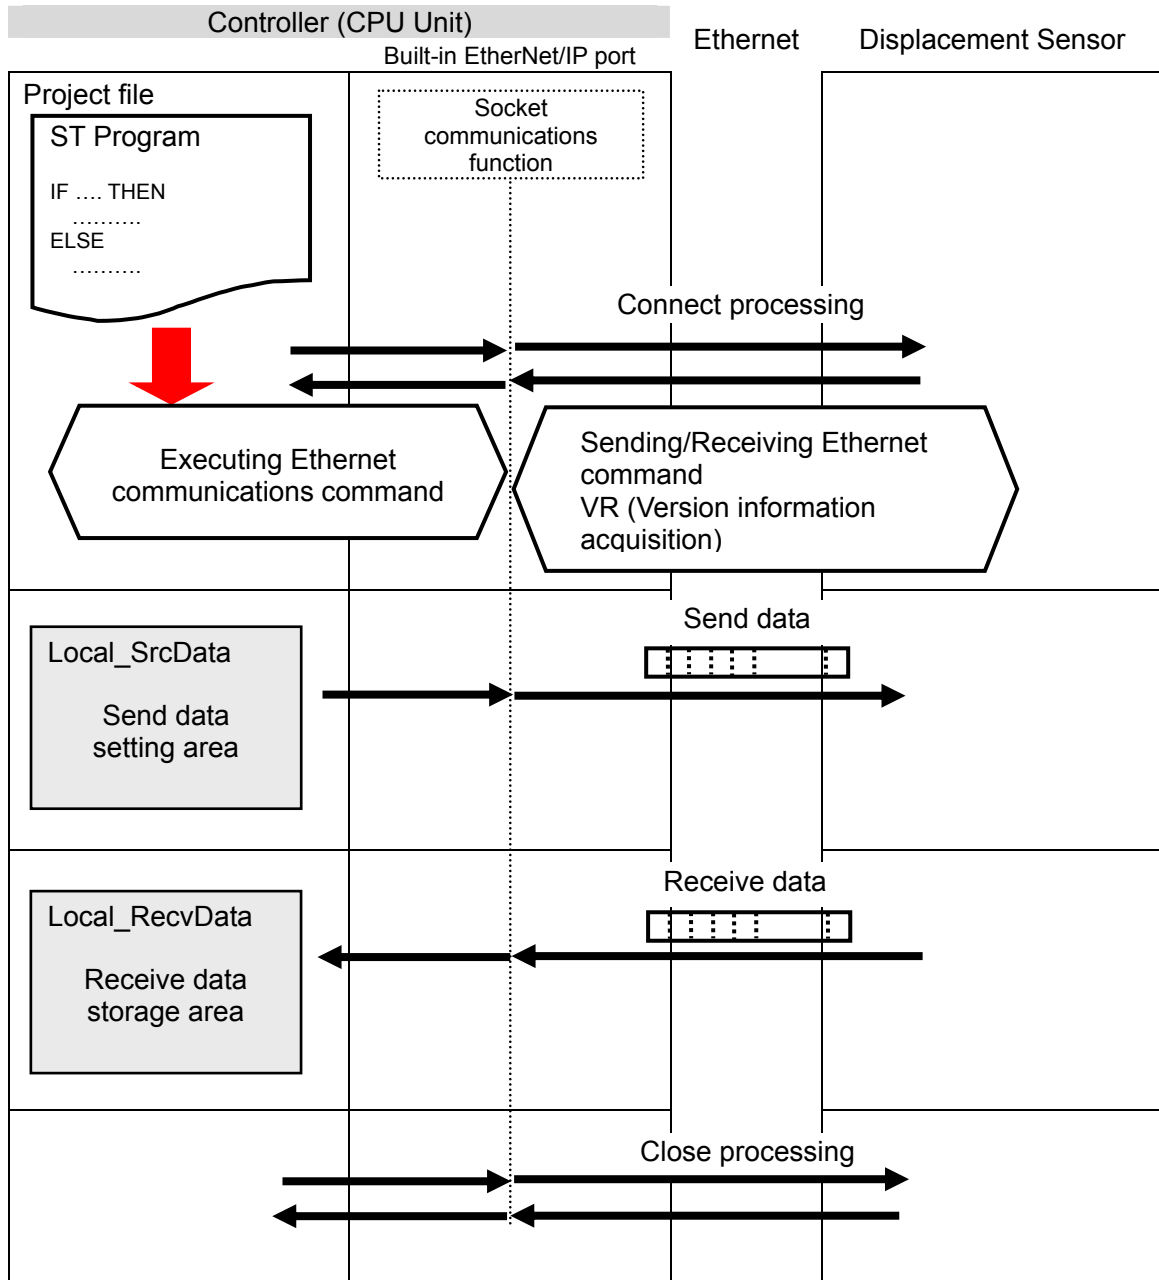 Controller (CPU Unit)
Ethernet
Displacement Sensor
Built-in EtherNet/IP port
Project file
ST Program
IF …. THEN
……….
ELSE
……….
Socket
communications
function
Connect processing
Executing Ethernet
communications command
Sending/Receiving Ethernet
command
VR (Version information
acquisition)
Send data
Local_SrcData
Send data
setting area
Receive data
Local_RecvData
Receive data
storage area
Close processing